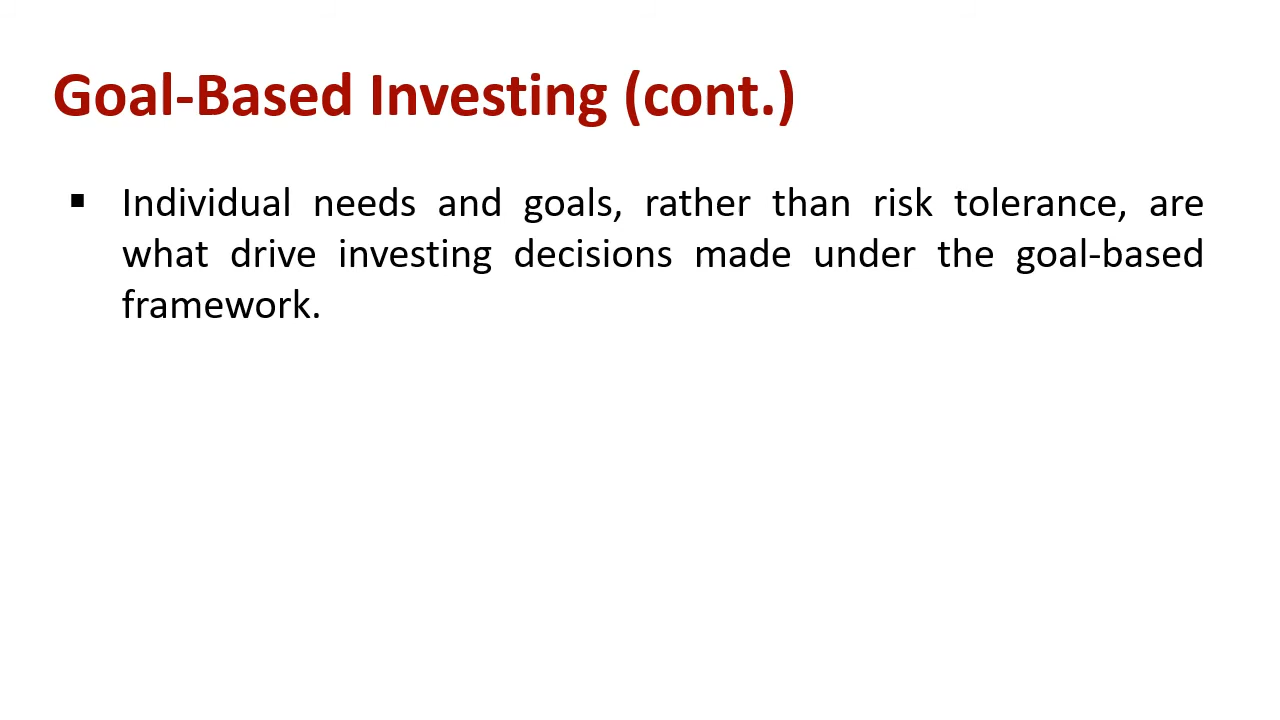 Goal-Based Investing (cont.)
▪ Individual needs and goals, rather than risk tolerance, are
what drive investing decisions made under the goal-based
framework.